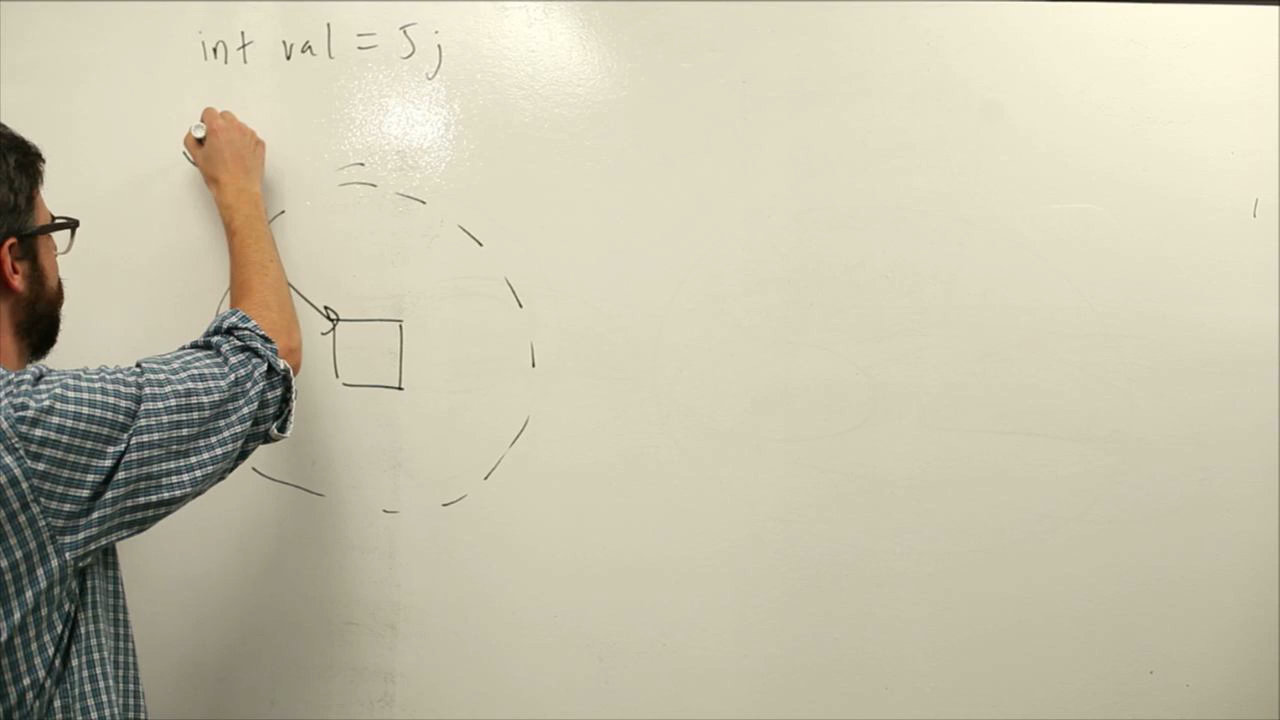 int val = 5;